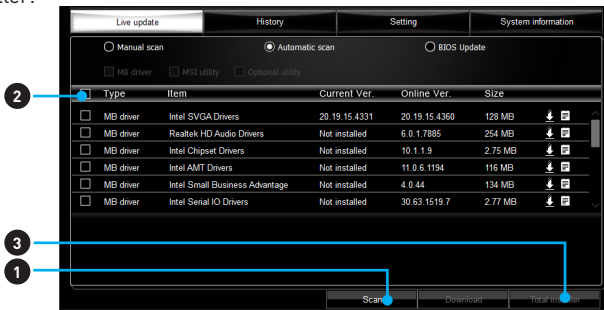 Live update History Setting System information
Manual scan Automatic scan BIOS Update
MB driver MSI utility Optional utility
2
Type Item Current Ver. Online Ver. Size
MB driver Intel SVGA Drivers 20.19.15.4331 20.19.15.4360 128 MB
MB driver Realtek HD Audio Drivers Not installed 6.0.1.7885 254 MB
MB driver Intel Chipset Drivers Not installed 10.1.1.9 2.75 MB
MB driver Intel AMT Drivers Not installed 11.0.6.1194 116 MB
MB driver Intel Small Business Advantage Not installed 4.0.44 134 MB
MB driver Intel Serial IO Drivers Not installed 30.63.1519.7 2.77 MB
3
1
Scan Download Total installer